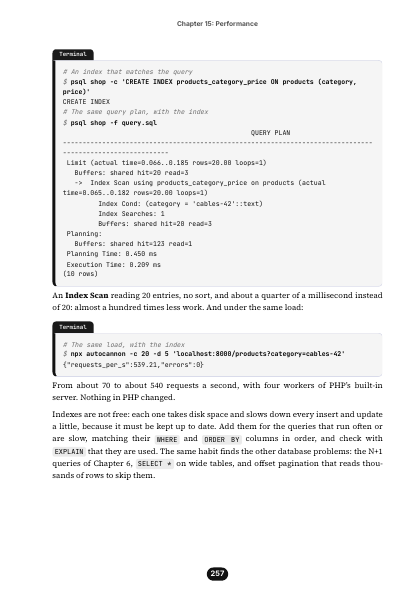 Chapter 15: Performance
Terminal
# An index that matches the query
$ psql shop -c 'CREATE INDEX products_category_price ON products (category,
price)'
CREATE INDEX
# The same query plan, with the index
$ psql shop -f query.sql
QUERY PLAN
--------------------------------------------------------------------------------
---------------------------
Limit (actual time=0.066..0.185 rows=20.00 loops=1)
Buffers: shared hit=20 read=3
-> Index Scan using products_category_price on products (actual
time=0.065..0.182 rows=20.00 loops=1)
Index Cond: (category = 'cables-42'::text)
Index Searches: 1
Buffers: shared hit=20 read=3
Planning:
Buffers: shared hit=123 read=1
Planning Time: 0.450 ms
Execution Time: 0.209 ms
(10 rows)
An Index Scan reading 20 entries, no sort, and about a quarter of a millisecond instead
of 20: almost a hundred times less work. And under the same load:
Terminal
# The same load, with the index
$ npx autocannon -c 20 -d 5 'localhost:8000/products?category=cables-42'
{"requests_per_s":539.21,"errors":0}
From about 70 to about 540 requests a second, with four workers of PHP's built-in
server. Nothing in PHP changed.
Indexes are not free: each one takes disk space and slows down every insert and update
a little, because it must be kept up to date. Add them for the queries that run often or
are slow, matching their WHERE and ORDER BY columns in order, and check with
EXPLAIN that they are used. The same habit finds the other database problems: the N+1
queries of Chapter 6, SELECT * on wide tables, and offset pagination that reads thou-
sands of rows to skip them.
257